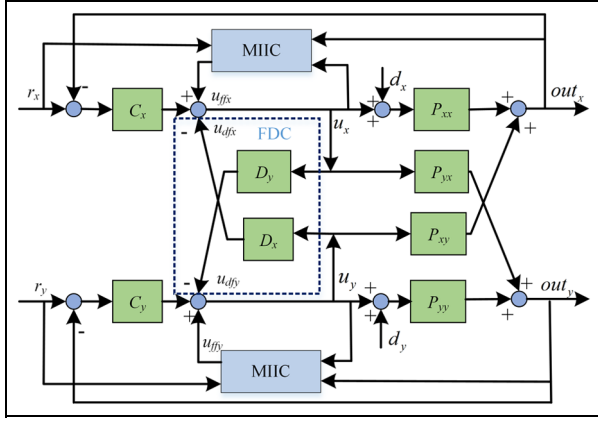 MIIC
-
r_x
u_ffx
d_x
out_x
+
+
+
+
C_x
+
P_xx
+
-
u_dfx
FDC
u_x
D_y
P_yx
D_x
P_xy
r_y
-
u_dfy
u_y
+
out_y
+
C_y
+
P_yy
+
-
u_ffy
+
d_y
MIIC